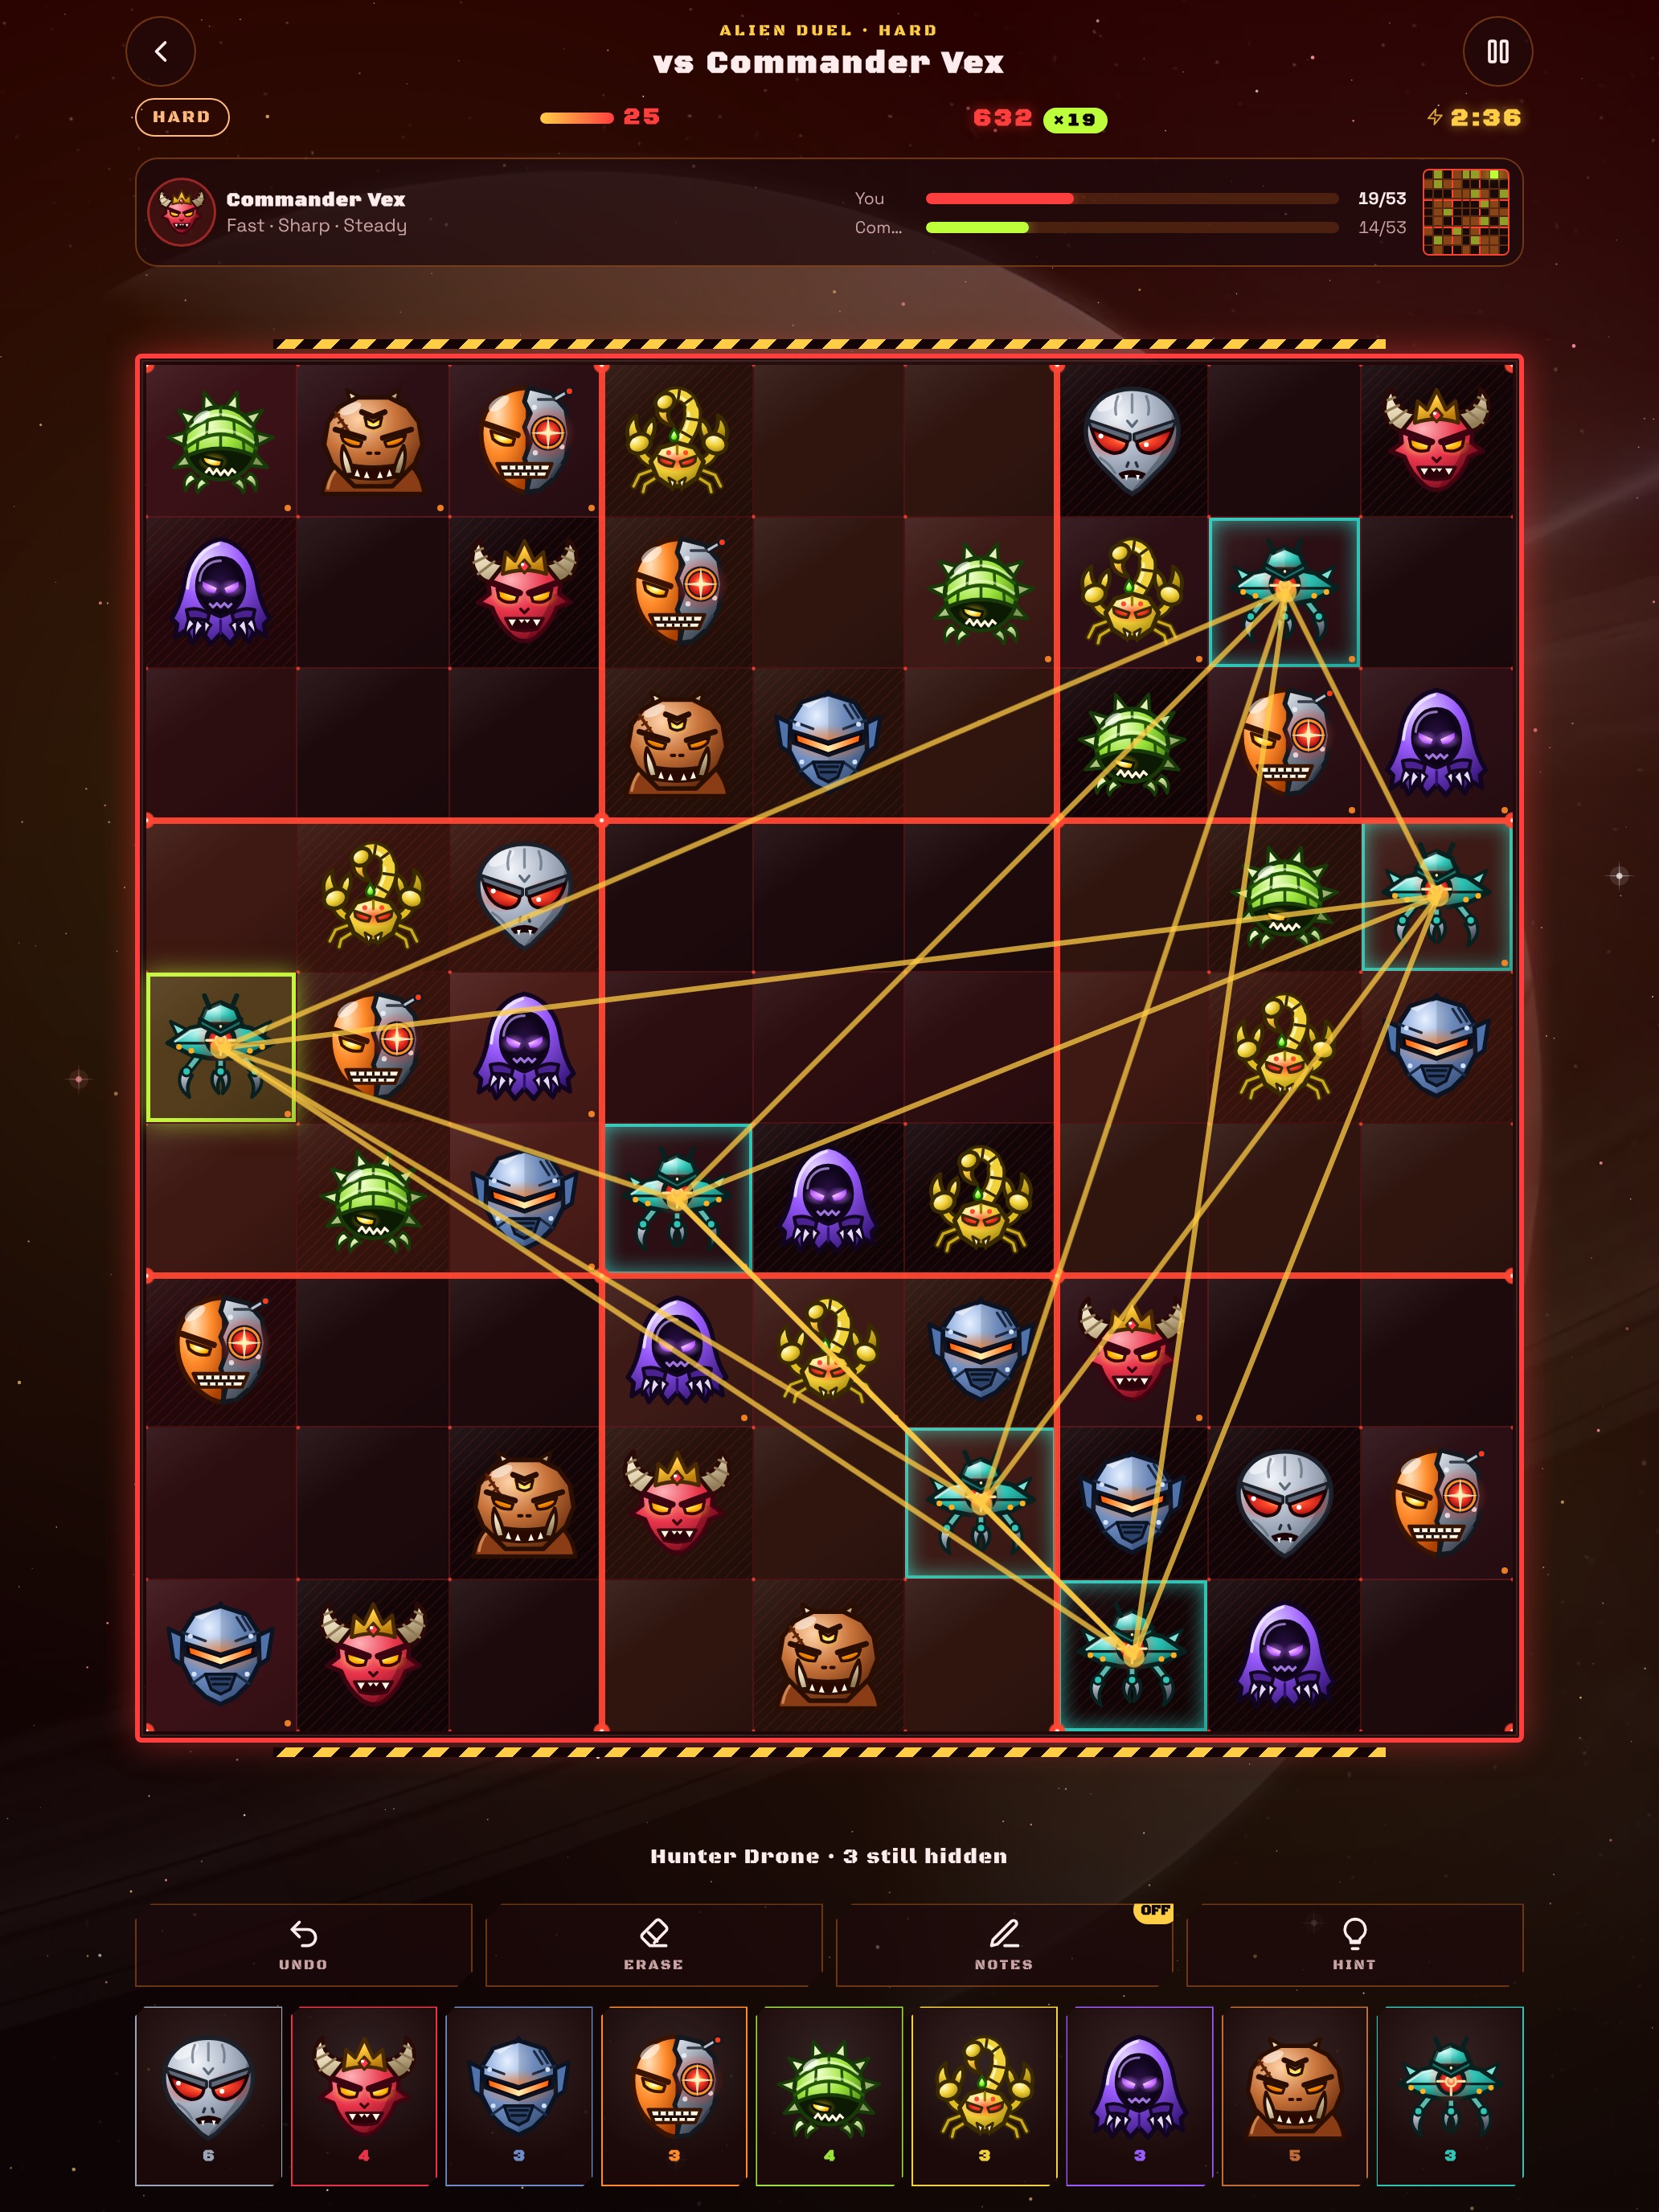 ALIEN DUEL · HARD
vs Commander Vex
HARD
25
632 ×19
2:36
Commander Vex
Fast · Sharp · Steady
You 19/53
Com... 14/53
Hunter Drone · 3 still hidden
OFF
UNDO ERASE NOTES HINT
6 4 3 3 4 3 3 5 3